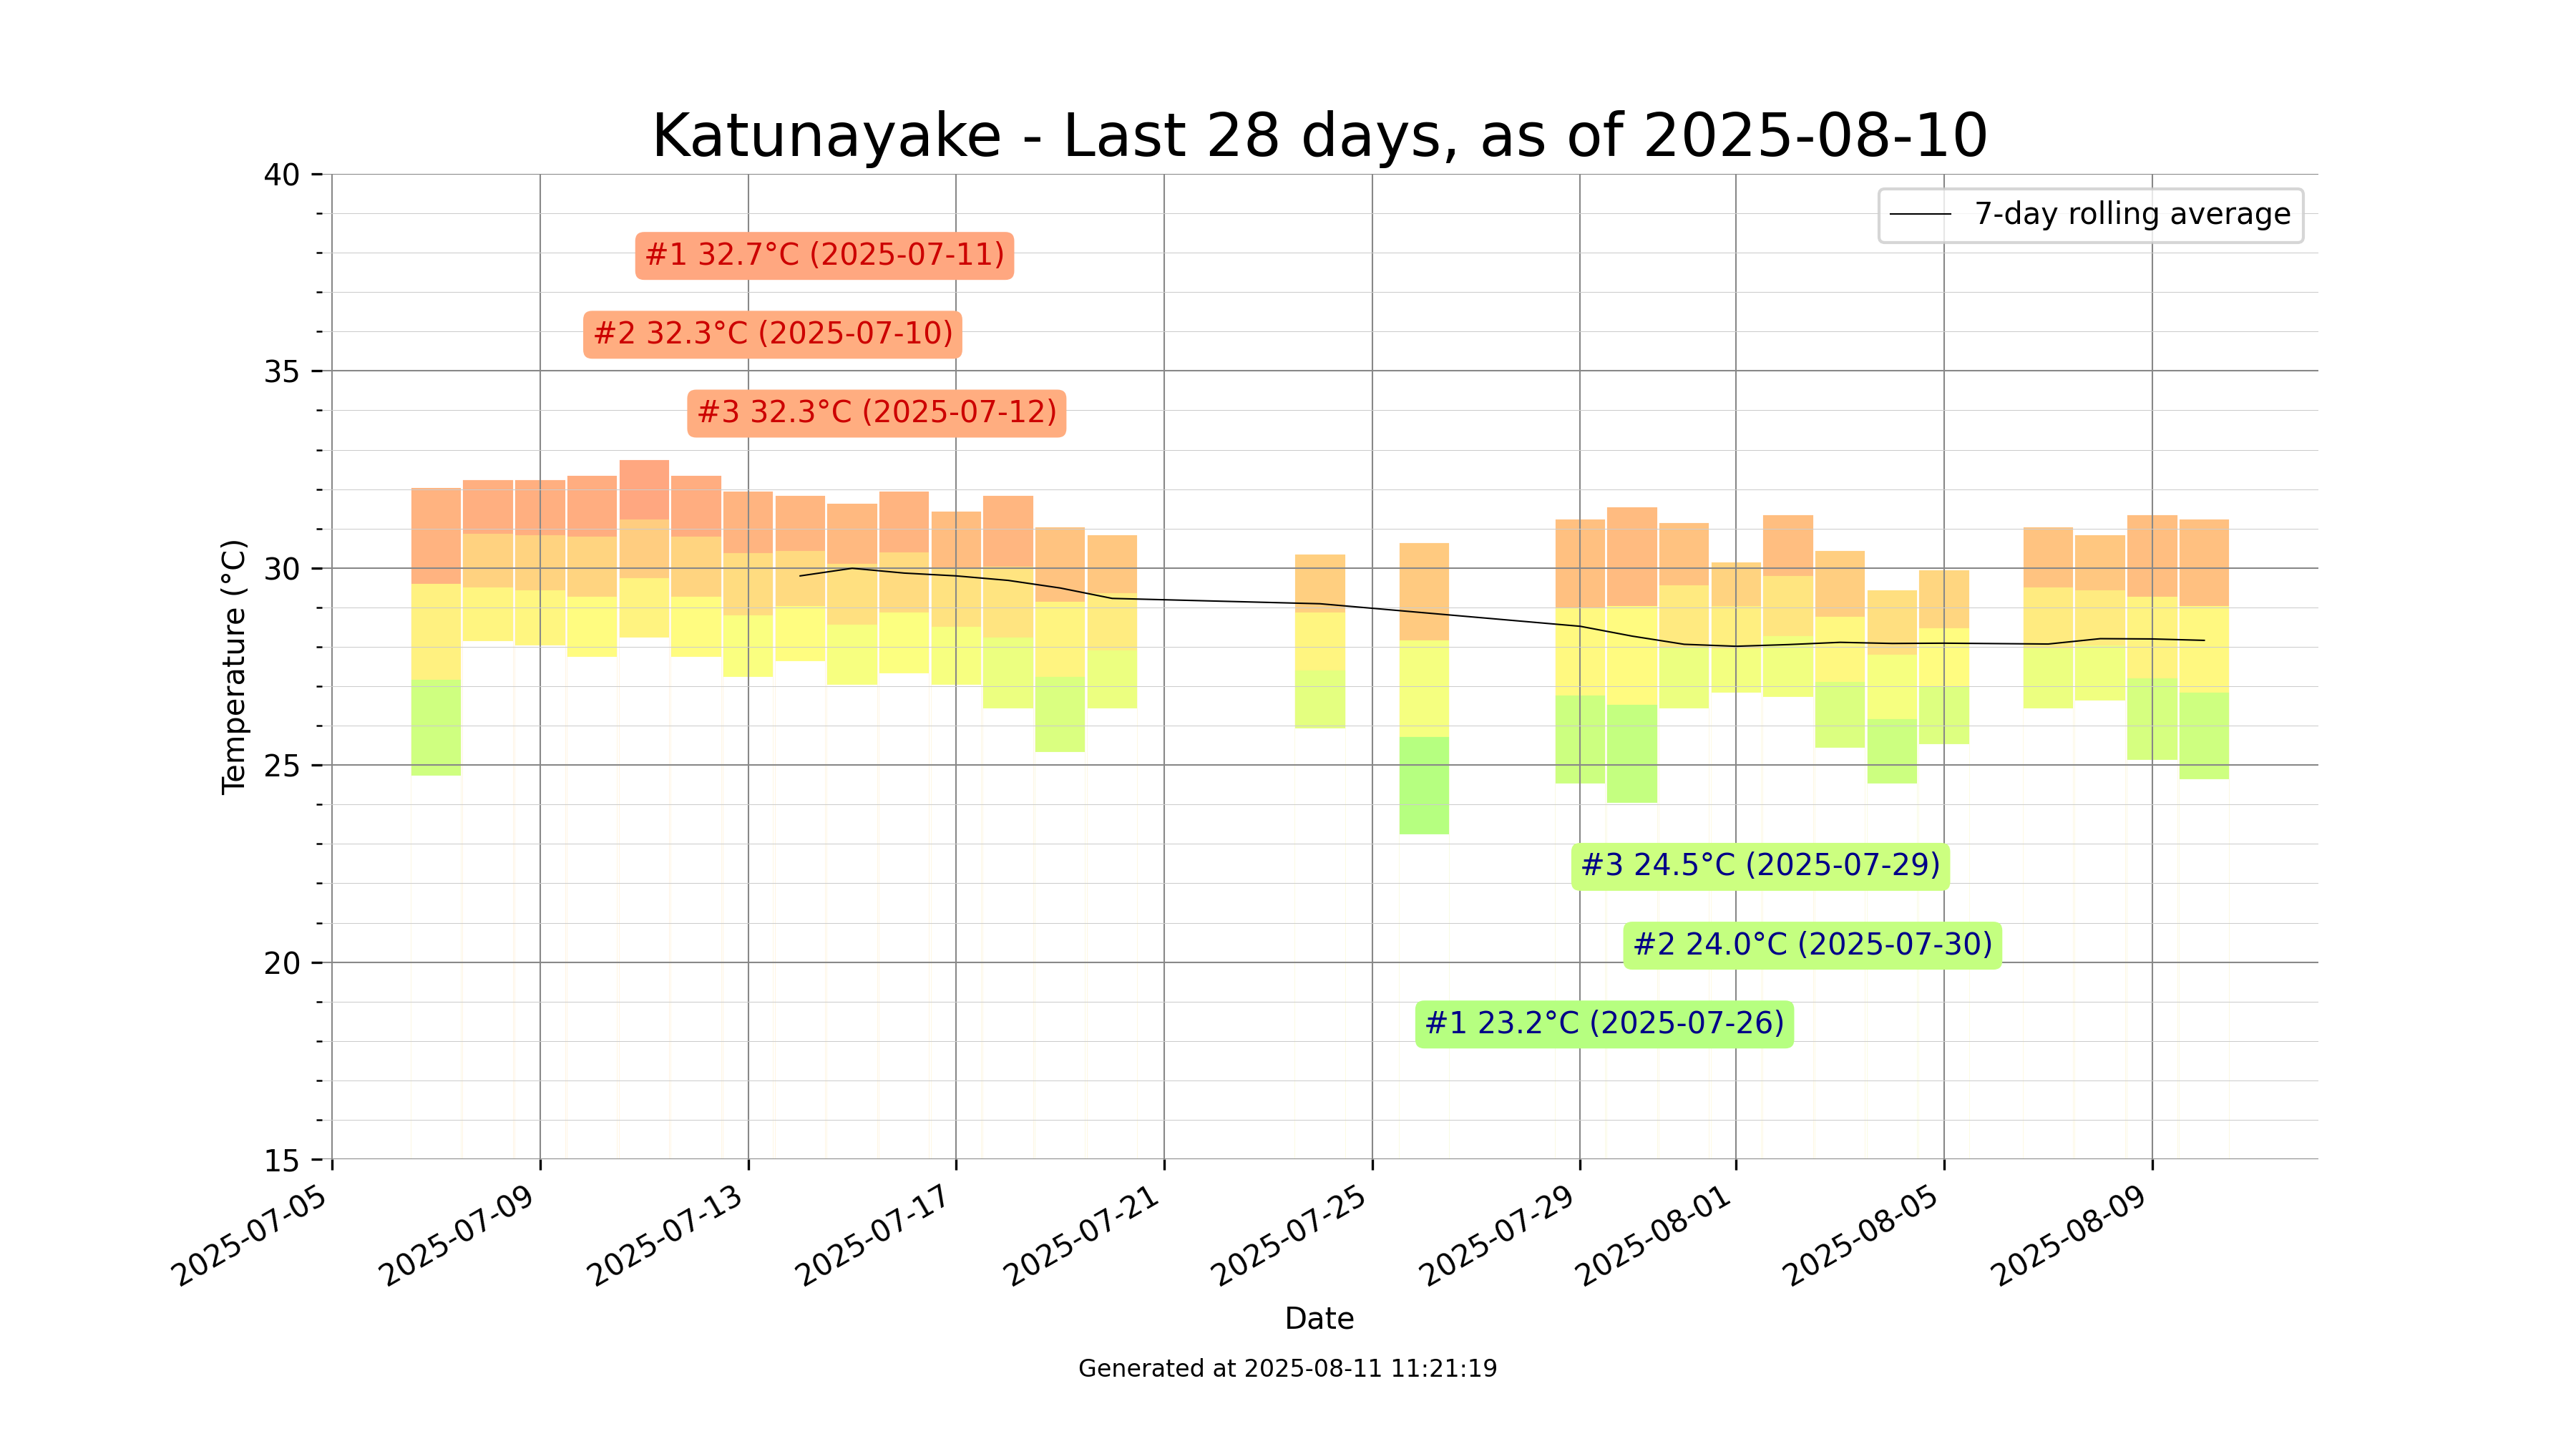 Katunayake - Last 28 days, as of 2025-08-10
40
7-day rolling average
#1 32.7°C (2025-07-11)
#2 32.3°C (2025-07-10)
35
#3 32.3°C (2025-07-12)
30
Temperature (°C)
25
#3 24.5°C (2025-07-29)
#2 24.0°C (2025-07-30)
20
#1 23.2°C (2025-07-26)
15
2025-07-05
2025-07-09
2025-07-13
2025-07-17
2025-07-21
2025-07-25
2025-07-29
2025-08-01
2025-08-05
2025-08-09
Date
Generated at 2025-08-11 11:21:19